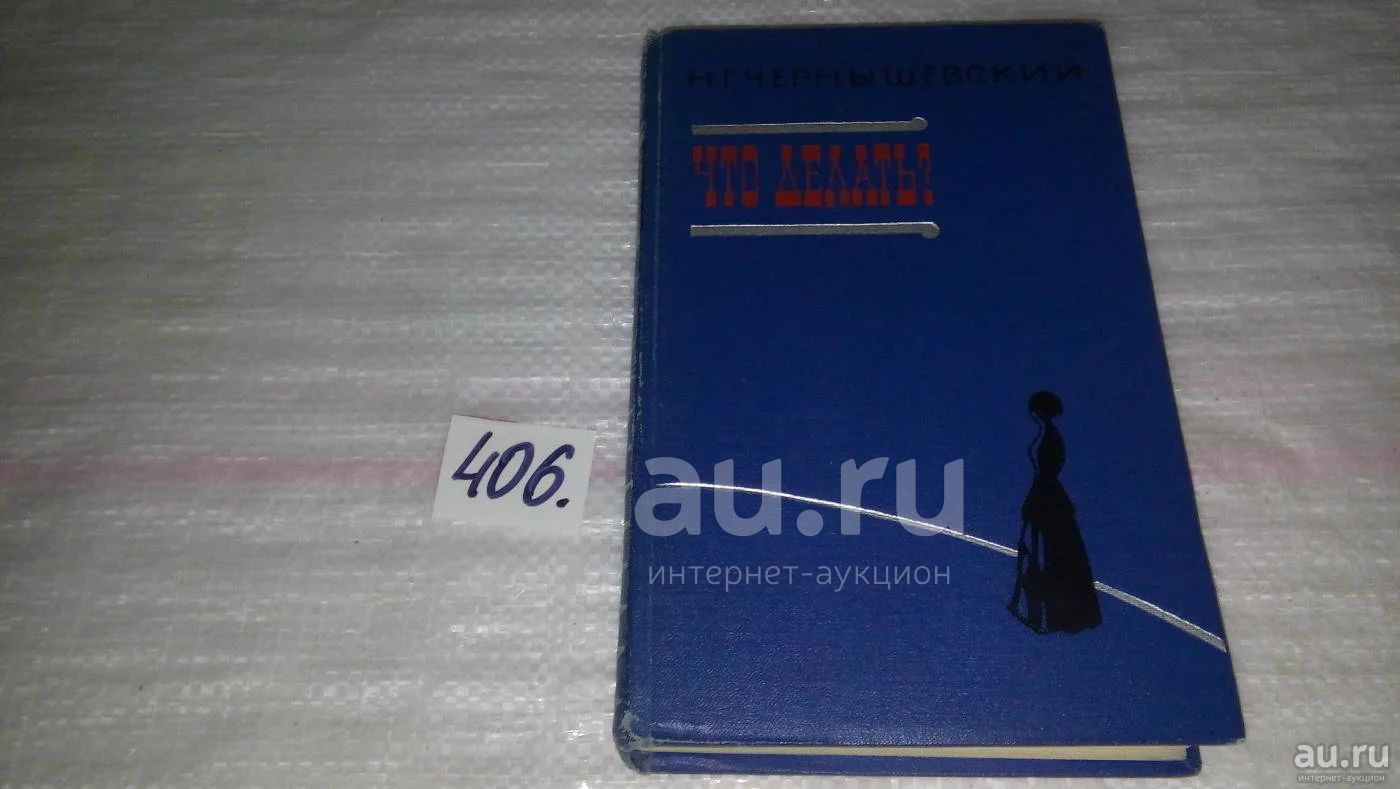 Н.Г.ЧЕРНЫШЕВСКИЙ
ЧТО ДЕЛАТЬ?
406.
au.ru
интернет-аукцион
au.ru
интернет-аукцион